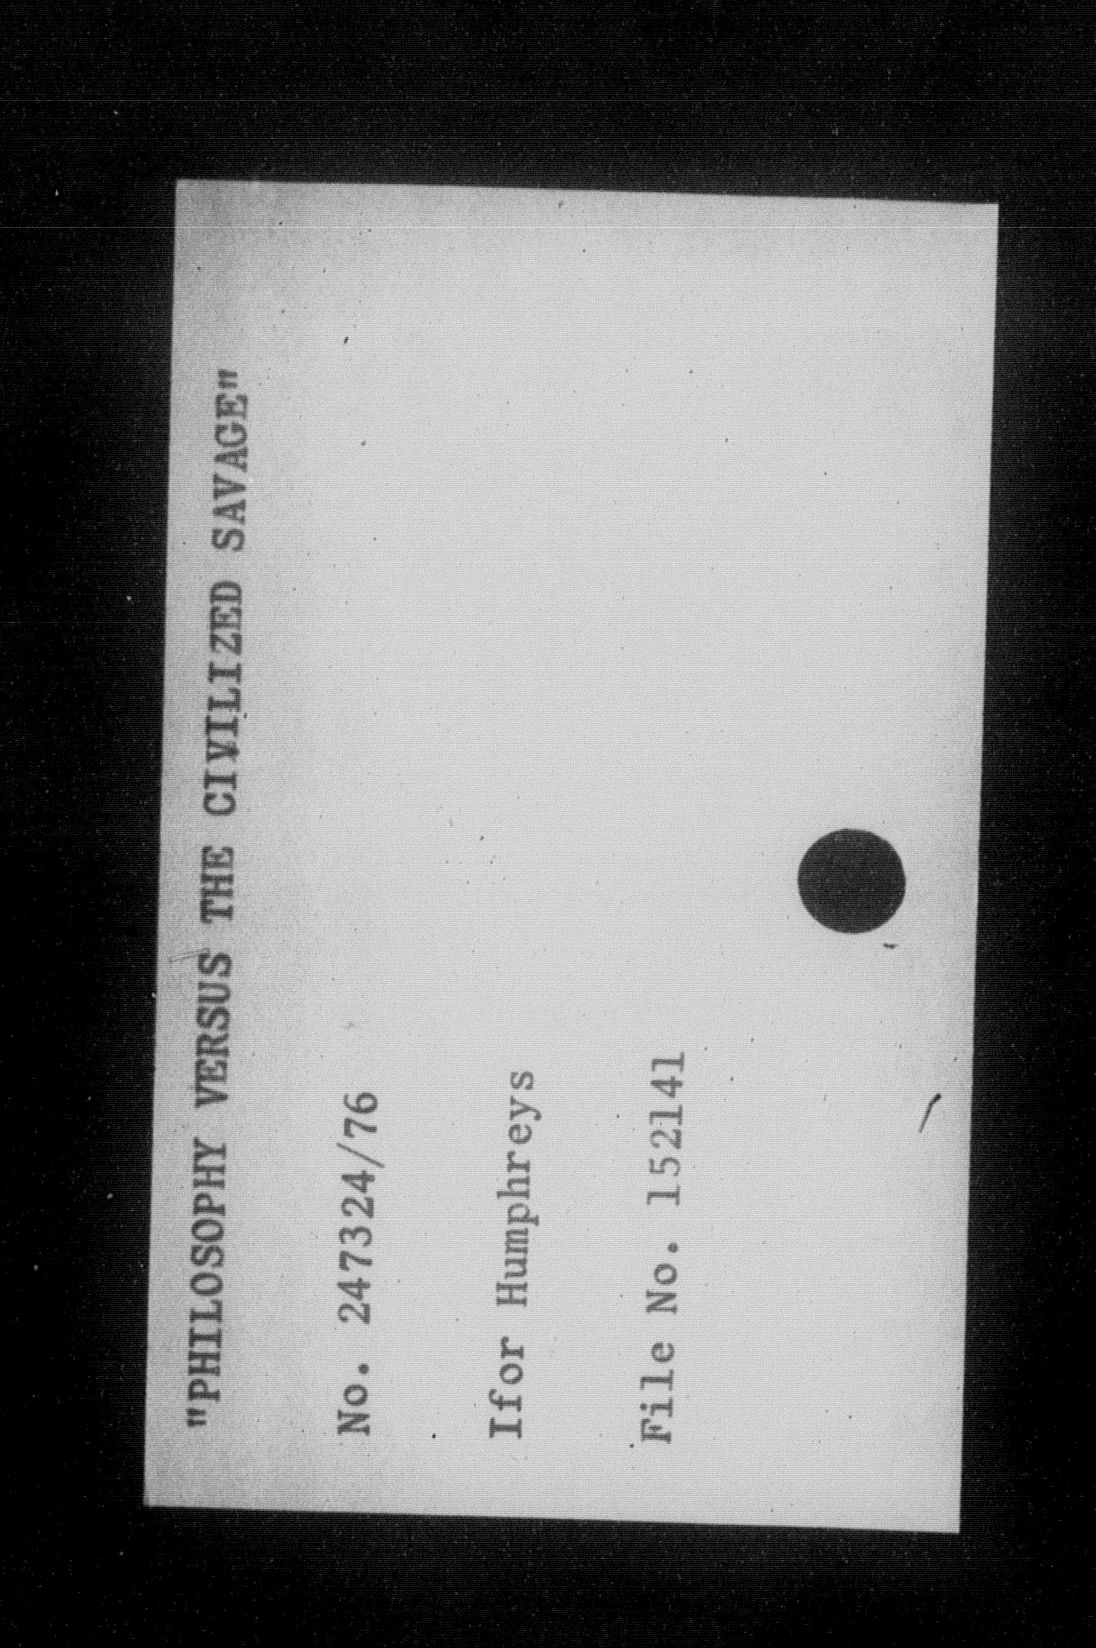 "PHILOSOPHY VERSUS THE CIVILIZED SAVAGE"
No. 247324/76
Ifor Humphreys
File No. 152141